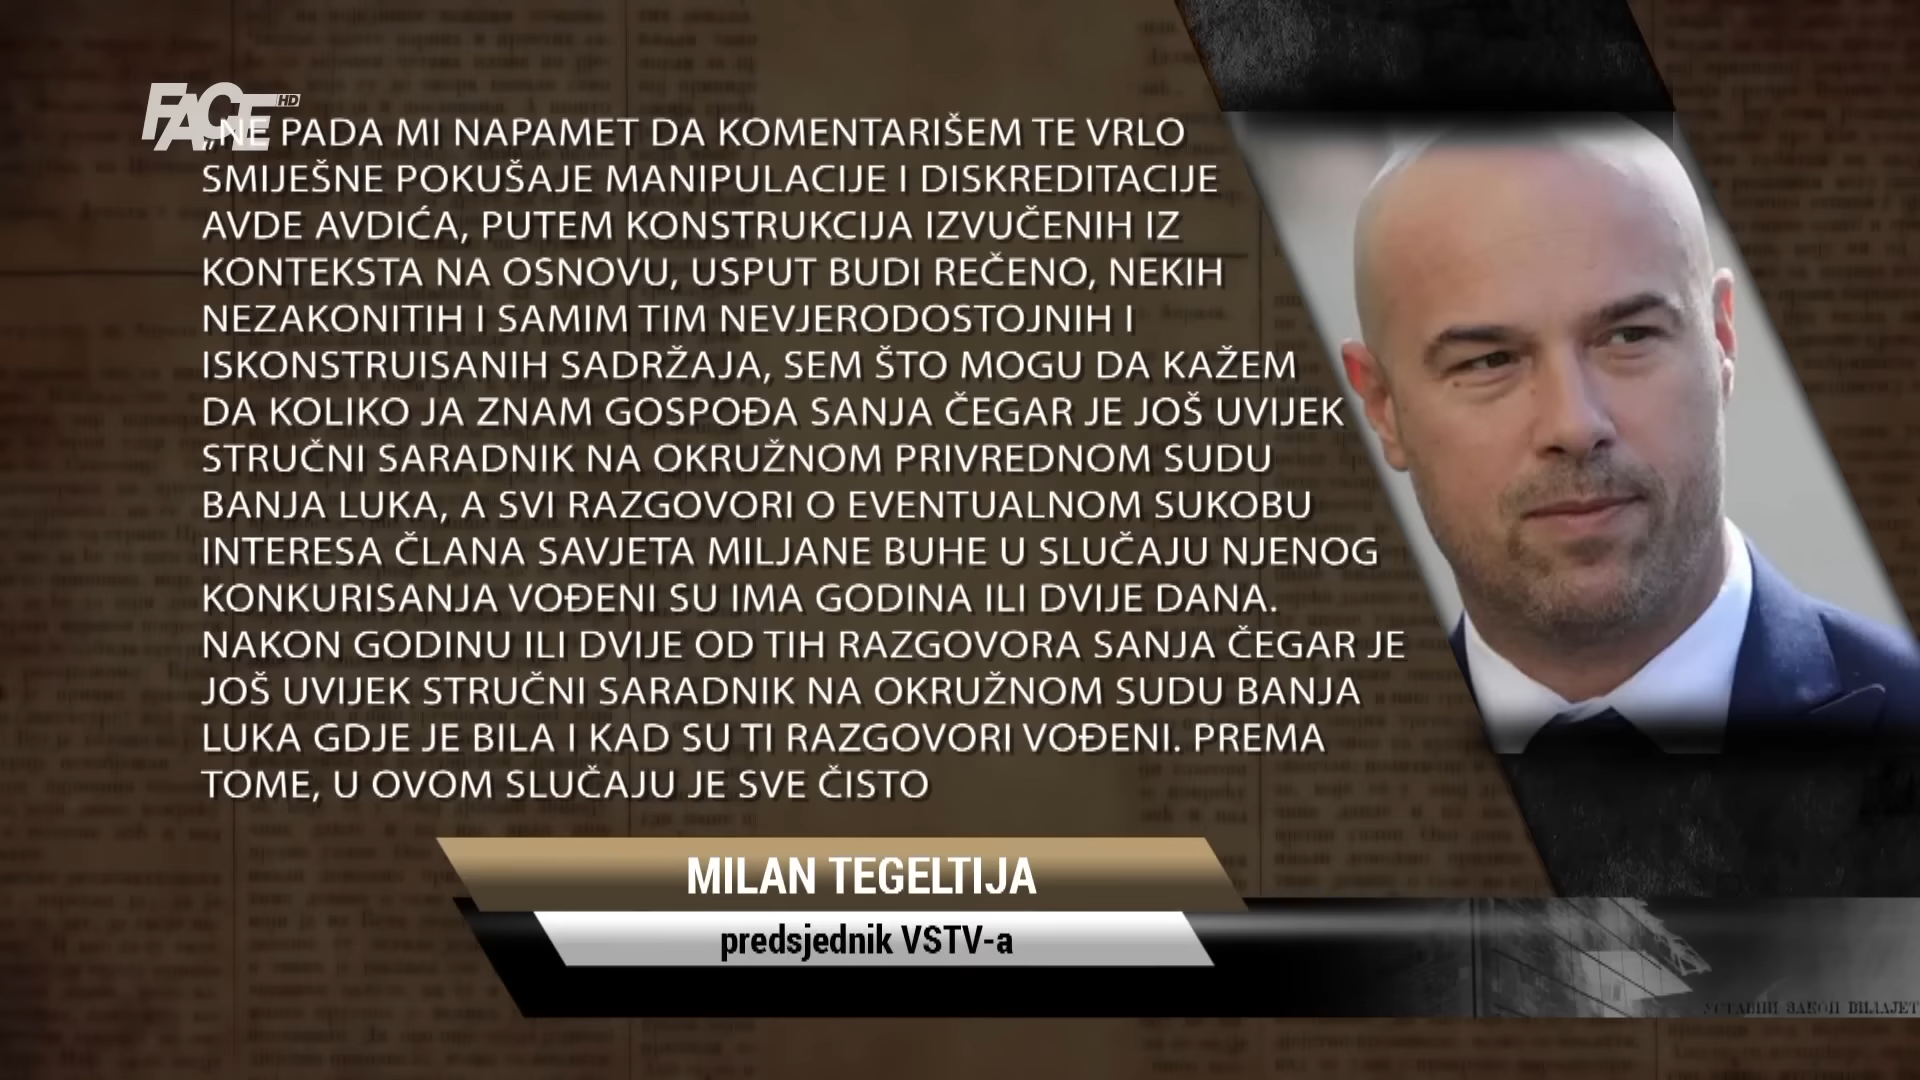 FACE HD
„NE PADA MI NAPAMET DA KOMENTARIŠEM TE VRLO
SMIJEŠNE POKUŠAJE MANIPULACIJE I DISKREDITACIJE
AVDE AVDIĆA, PUTEM KONSTRUKCIJA IZVUČENIH IZ
KONTEKSTA NA OSNOVU, USPUT BUDI REČENO, NEKIH
NEZAKONITIH I SAMIM TIM NEVJERODOSTOJNIH I
ISKONSTRUISANIH SADRŽAJA, SEM ŠTO MOGU DA KAŽEM
DA KOLIKO JA ZNAM GOSPOĐA SANJA ČEGAR JE JOŠ UVIJEK
STRUČNI SARADNIK NA OKRUŽNOM PRIVREDNOM SUDU
BANJA LUKA, A SVI RAZGOVORI O EVENTUALNOM SUKOBU
INTERESA ČLANA SAVJETA MILJANE BUHE U SLUČAJU NJENOG
KONKURISANJA VOĐENI SU IMA GODINA ILI DVIJE DANA.
NAKON GODINU ILI DVIJE OD TIH RAZGOVORA SANJA ČEGAR JE
JOŠ UVIJEK STRUČNI SARADNIK NA OKRUŽNOM SUDU BANJA
LUKA GDJE JE BILA I KAD SU TI RAZGOVORI VOĐENI. PREMA
TOME, U OVOM SLUČAJU JE SVE ČISTO
MILAN TEGELTIJA
predsjednik VSTV-a
УСТАВНИ ЗАКОН ВИЛАЈЕТ